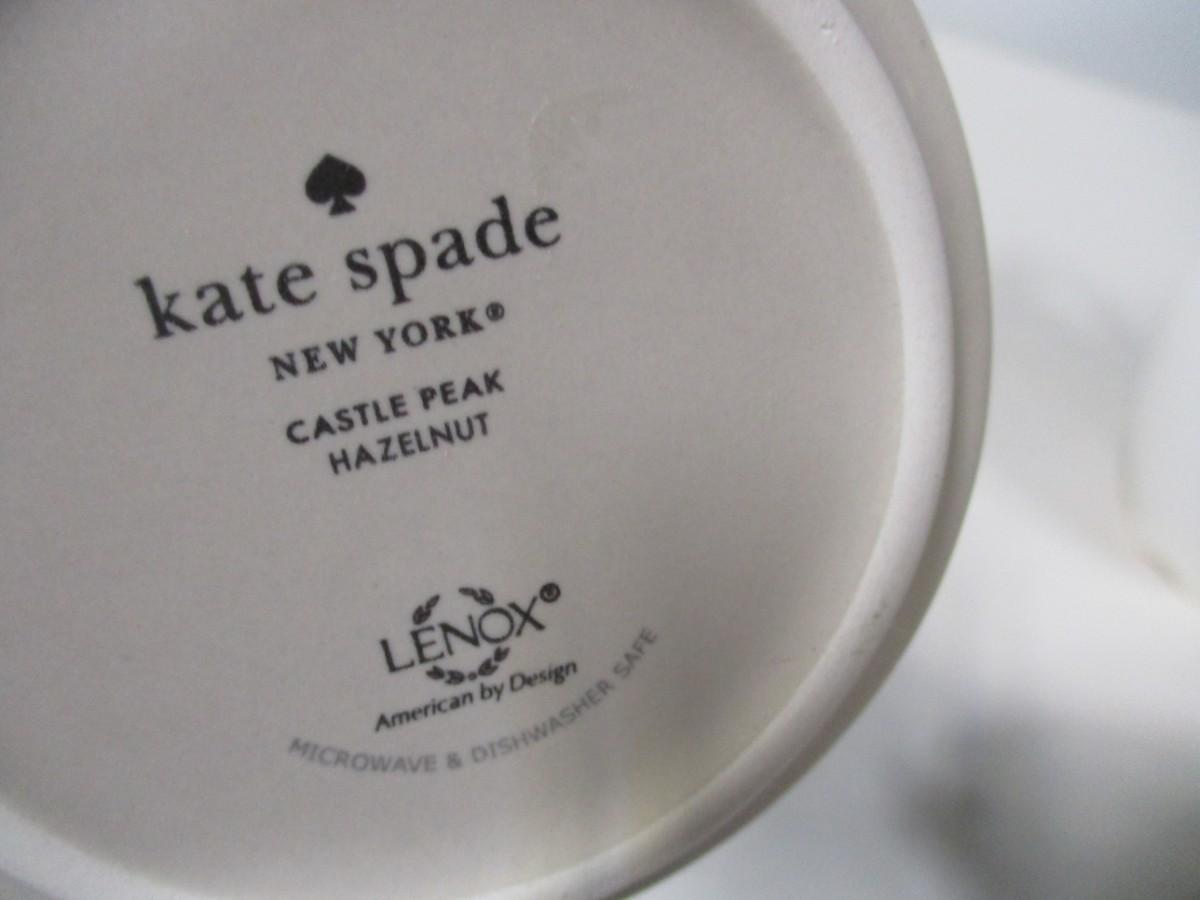 kate spade
NEW YORK®
CASTLE PEAK
HAZELNUT
LENOX®
American by Design
MICROWAVE & DISHWASHER SAFE